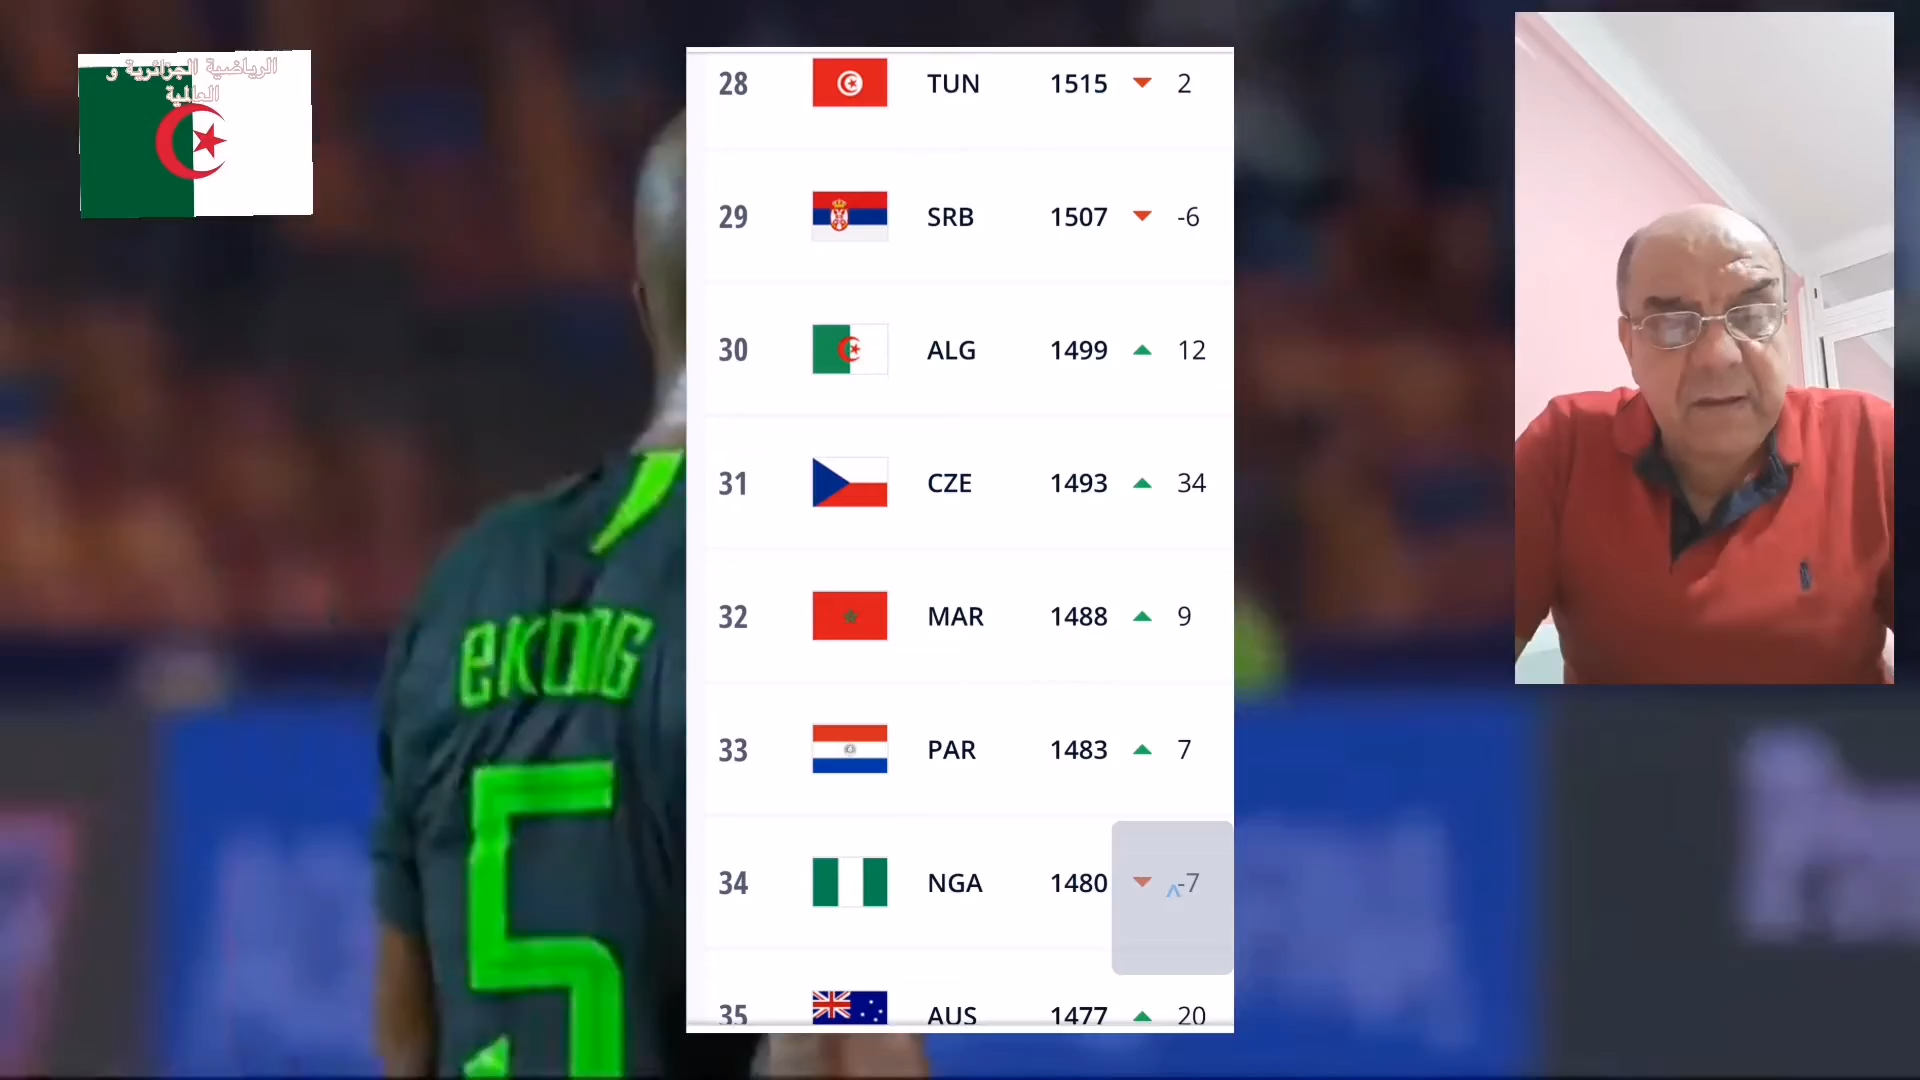 الرياضية الجزائرية و
العالمية
28 TUN 1515 2
29 SRB 1507 -6
30 ALG 1499 12
31 CZE 1493 34
32 MAR 1488 9
33 PAR 1483 7
34 NGA 1480 -7
35 AUS 1477 20
eKONG
5